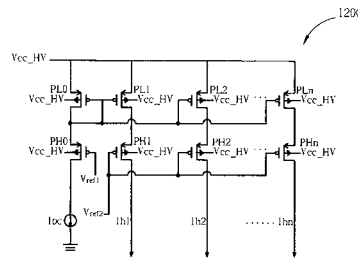 1200
Vcc_HV
PL0 PL1 PL2 PLn
Vcc_HV Vcc_HV Vcc_HV Vcc_HV
PH0 PH1 PH2 PHn
Vcc_HV Vcc_HV Vcc_HV Vcc_HV
Vref1
Vref2
IDC Ih1 Ih2 Ihn